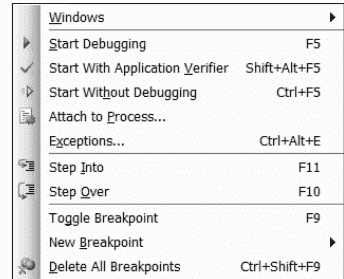 Windows
Start Debugging F5
Start With Application Verifier Shift+Alt+F5
Start Without Debugging Ctrl+F5
Attach to Process...
Exceptions... Ctrl+Alt+E
Step Into F11
Step Over F10
Toggle Breakpoint F9
New Breakpoint
Delete All Breakpoints Ctrl+Shift+F9